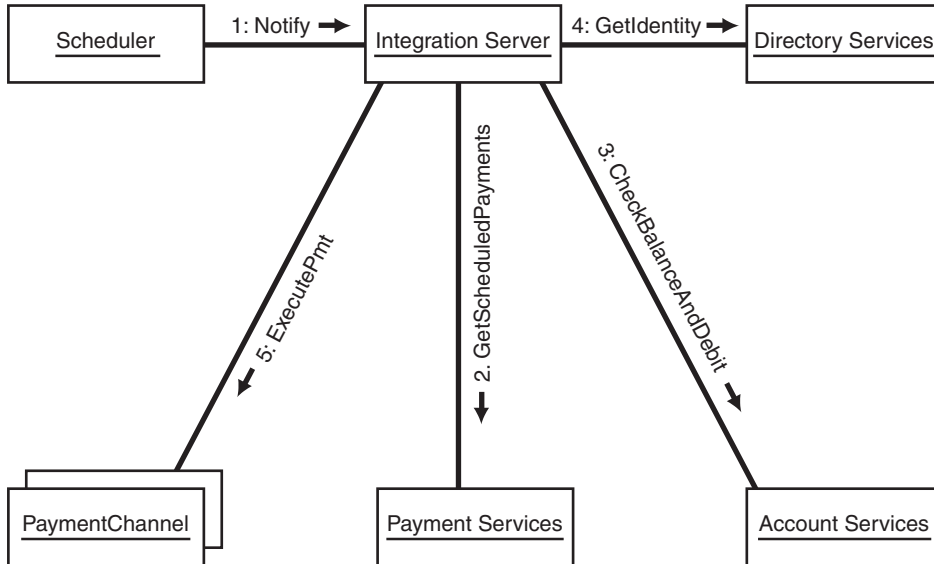 Scheduler
1: Notify
Integration Server
4: GetIdentity
Directory Services
5: ExecutePmt
2. GetScheduledPayments
3: CheckBalanceAndDebit
PaymentChannel
Payment Services
Account Services